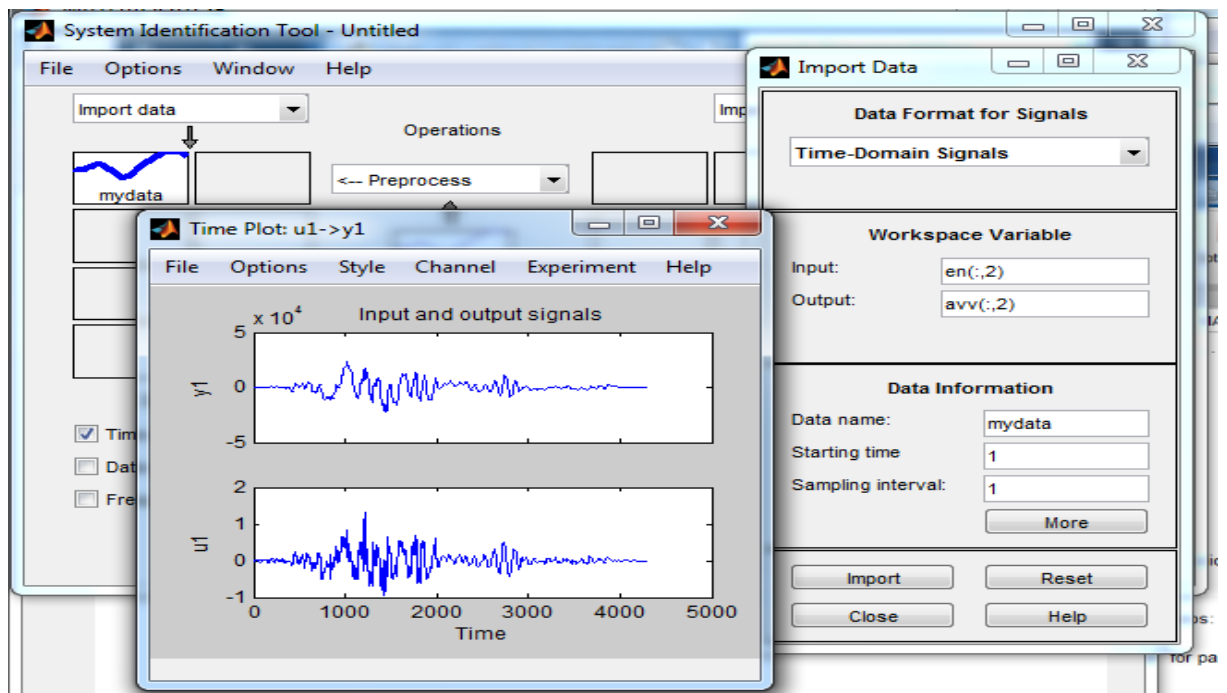 System Identification Tool - Untitled
File Options Window Help
Import data
Operations
Imp
mydata
<-- Preprocess
Tim
Dat
Fre
Time Plot: u1->y1
File Options Style Channel Experiment Help
Input and output signals
x 10^4
5
0
-5
y1
2
1
0
-1
u1
0 1000 2000 3000 4000 5000
Time
Import Data
Data Format for Signals
Time-Domain Signals
Workspace Variable
Input: en(:,2)
Output: avv(:,2)
Data Information
Data name: mydata
Starting time 1
Sampling interval: 1
More
Import Reset
Close Help
for pa